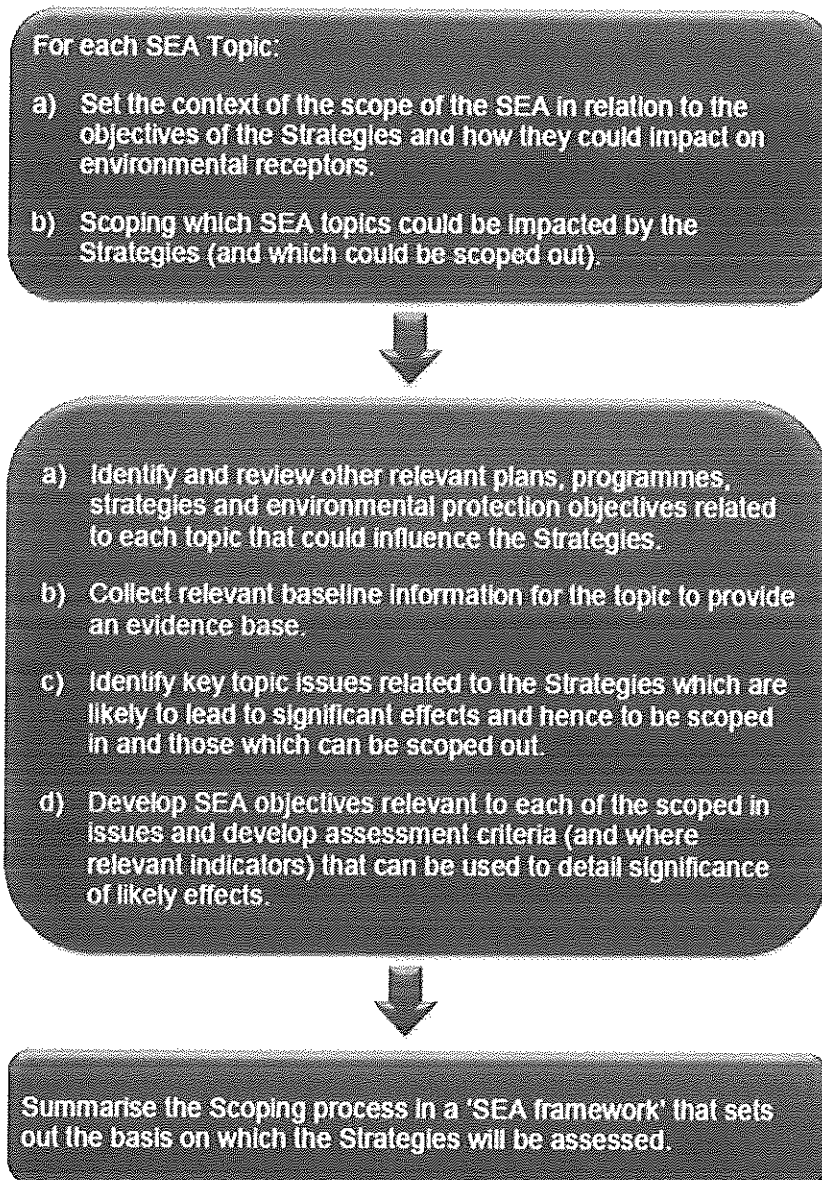 For each SEA Topic:
a) Set the context of the scope of the SEA in relation to the
objectives of the Strategies and how they could impact on
environmental receptors.
b) Scoping which SEA topics could be impacted by the
Strategies (and which could be scoped out).
a) Identify and review other relevant plans, programmes,
strategies and environmental protection objectives related
to each topic that could influence the Strategies.
b) Collect relevant baseline information for the topic to provide
an evidence base.
c) Identify key topic issues related to the Strategies which are
likely to lead to significant effects and hence to be scoped
in and those which can be scoped out.
d) Develop SEA objectives relevant to each of the scoped in
issues and develop assessment criteria (and where
relevant indicators) that can be used to detail significance
of likely effects.
Summarise the Scoping process in a 'SEA framework' that sets
out the basis on which the Strategies will be assessed.